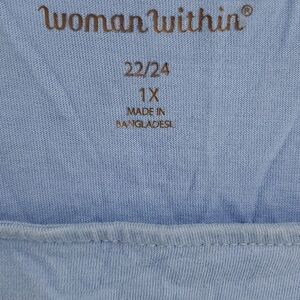 woman within®
22/24
1X
MADE IN
BANGLADESH